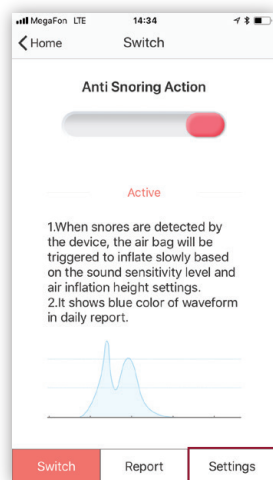 MegaFon LTE 14:34
Home Switch
Anti Snoring Action
Active
1.When snores are detected by
the device, the air bag will be
triggered to inflate slowly based
on the sound sensitivity level and
air inflation height settings.
2.It shows blue color of waveform
in daily report.
Switch Report Settings